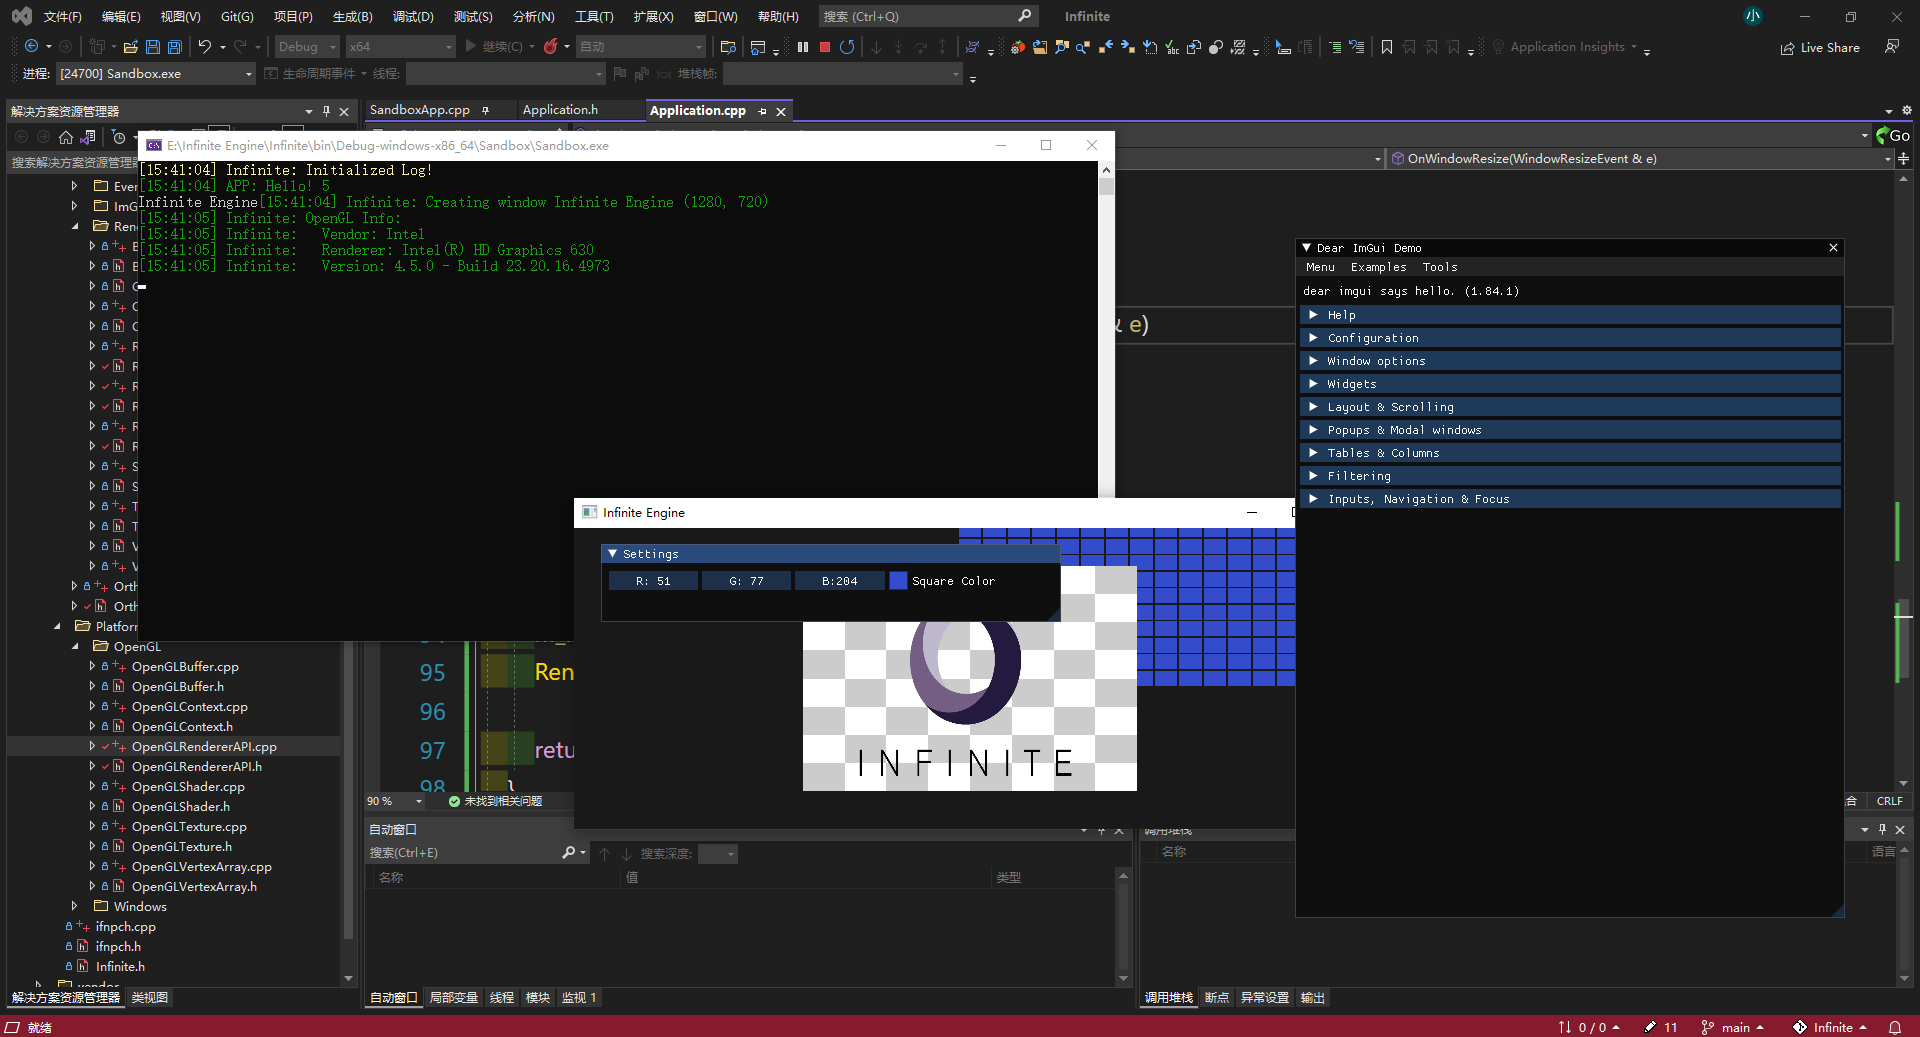 文件(F) 编辑(E) 视图(V) Git(G) 项目(P) 生成(B) 调试(D) 测试(S) 分析(N) 工具(T) 扩展(X) 窗口(W) 帮助(H) 搜索 (Ctrl+Q) Infinite 小
Debug x64 继续(C) 自动 Application Insights Live Share
进程: [24700] Sandbox.exe 生命周期事件 线程: 堆栈帧:
解决方案资源管理器
SandboxApp.cpp Application.h Application.cpp
Go
搜索解决方案资源管理器
OnWindowResize(WindowResizeEvent & e)
E:\Infinite Engine\Infinite\bin\Debug-windows-x86_64\Sandbox\Sandbox.exe
[15:41:04] Infinite: Initialized Log!
[15:41:04] APP: Hello! 5
Infinite Engine[15:41:04] Infinite: Creating window Infinite Engine (1280, 720)
[15:41:05] Infinite: OpenGL Info:
[15:41:05] Infinite:   Vendor: Intel
[15:41:05] Infinite:   Renderer: Intel(R) HD Graphics 630
[15:41:05] Infinite:   Version: 4.5.0 - Build 23.20.16.4973
Even
ImG
Ren
Orth
Orth
Platforn
OpenGL
OpenGLBuffer.cpp
OpenGLBuffer.h
OpenGLContext.cpp
OpenGLContext.h
OpenGLRendererAPI.cpp
OpenGLRendererAPI.h
OpenGLShader.cpp
OpenGLShader.h
OpenGLTexture.cpp
OpenGLTexture.h
OpenGLVertexArray.cpp
OpenGLVertexArray.h
Windows
ifnpch.cpp
ifnpch.h
Infinite.h
vendor
解决方案资源管理器 类视图
& e)
95 Ren
96
97 retu
98 }
90 % 未找到相关问题
CRLF
Infinite Engine
Settings
R: 51 G: 77 B:204 Square Color
INFINITE
Dear ImGui Demo
Menu Examples Tools
dear imgui says hello. (1.84.1)
Help
Configuration
Window options
Widgets
Layout & Scrolling
Popups & Modal windows
Tables & Columns
Filtering
Inputs, Navigation & Focus
自动窗口
搜索(Ctrl+E) 搜索深度:
名称 值 类型
自动窗口 局部变量 线程 模块 监视 1
调用堆栈
名称 语言
调用堆栈 断点 异常设置 输出
就绪
0 / 0 11 main Infinite